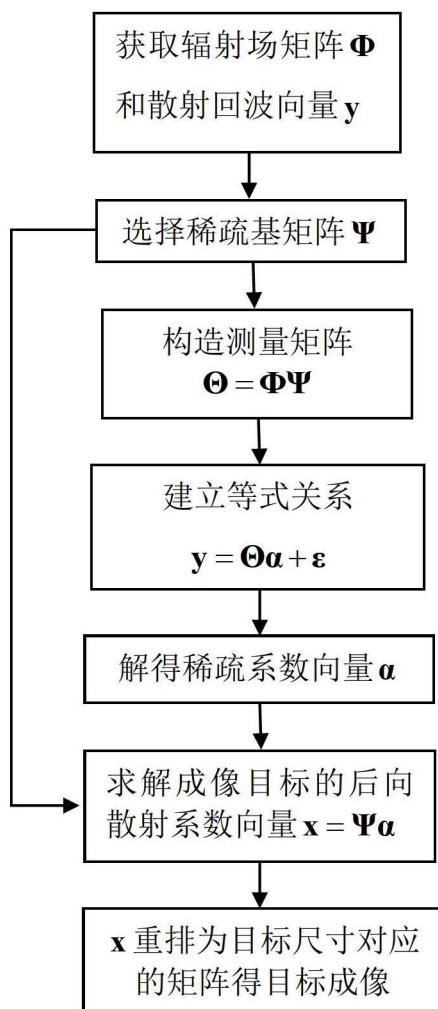 获取辐射场矩阵Φ
和散射回波向量y
选择稀疏基矩阵Ψ
构造测量矩阵
Θ=ΦΨ
建立等式关系
y=Θα+ε
解得稀疏系数向量α
求解成像目标的后向
散射系数向量x=Ψα
x重排为目标尺寸对应
的矩阵得目标成像